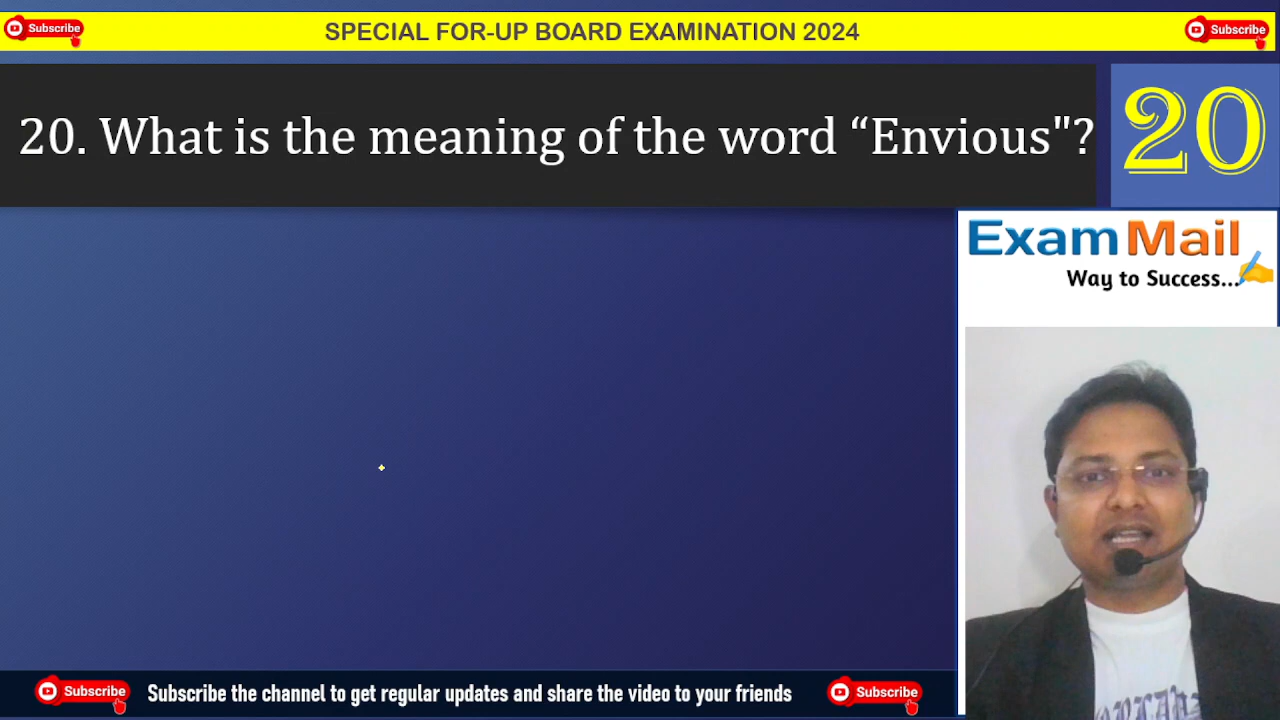 Subscribe
SPECIAL FOR-UP BOARD EXAMINATION 2024
Subscribe
20. What is the meaning of the word “Envious"?
20
ExamMail
Way to Success...
Subscribe
Subscribe the channel to get regular updates and share the video to your friends
Subscribe